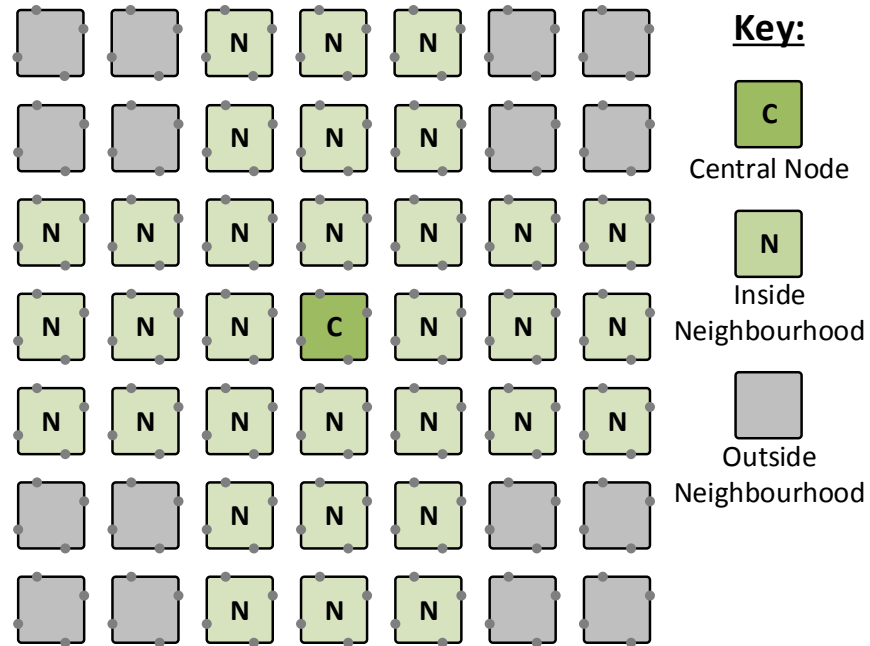 N N N
Key:
C
N N N
Central Node
N N N N N N N
N
Inside
Neighbourhood
N N N C N N N
N N N N N N N
Outside
Neighbourhood
N N N
N N N